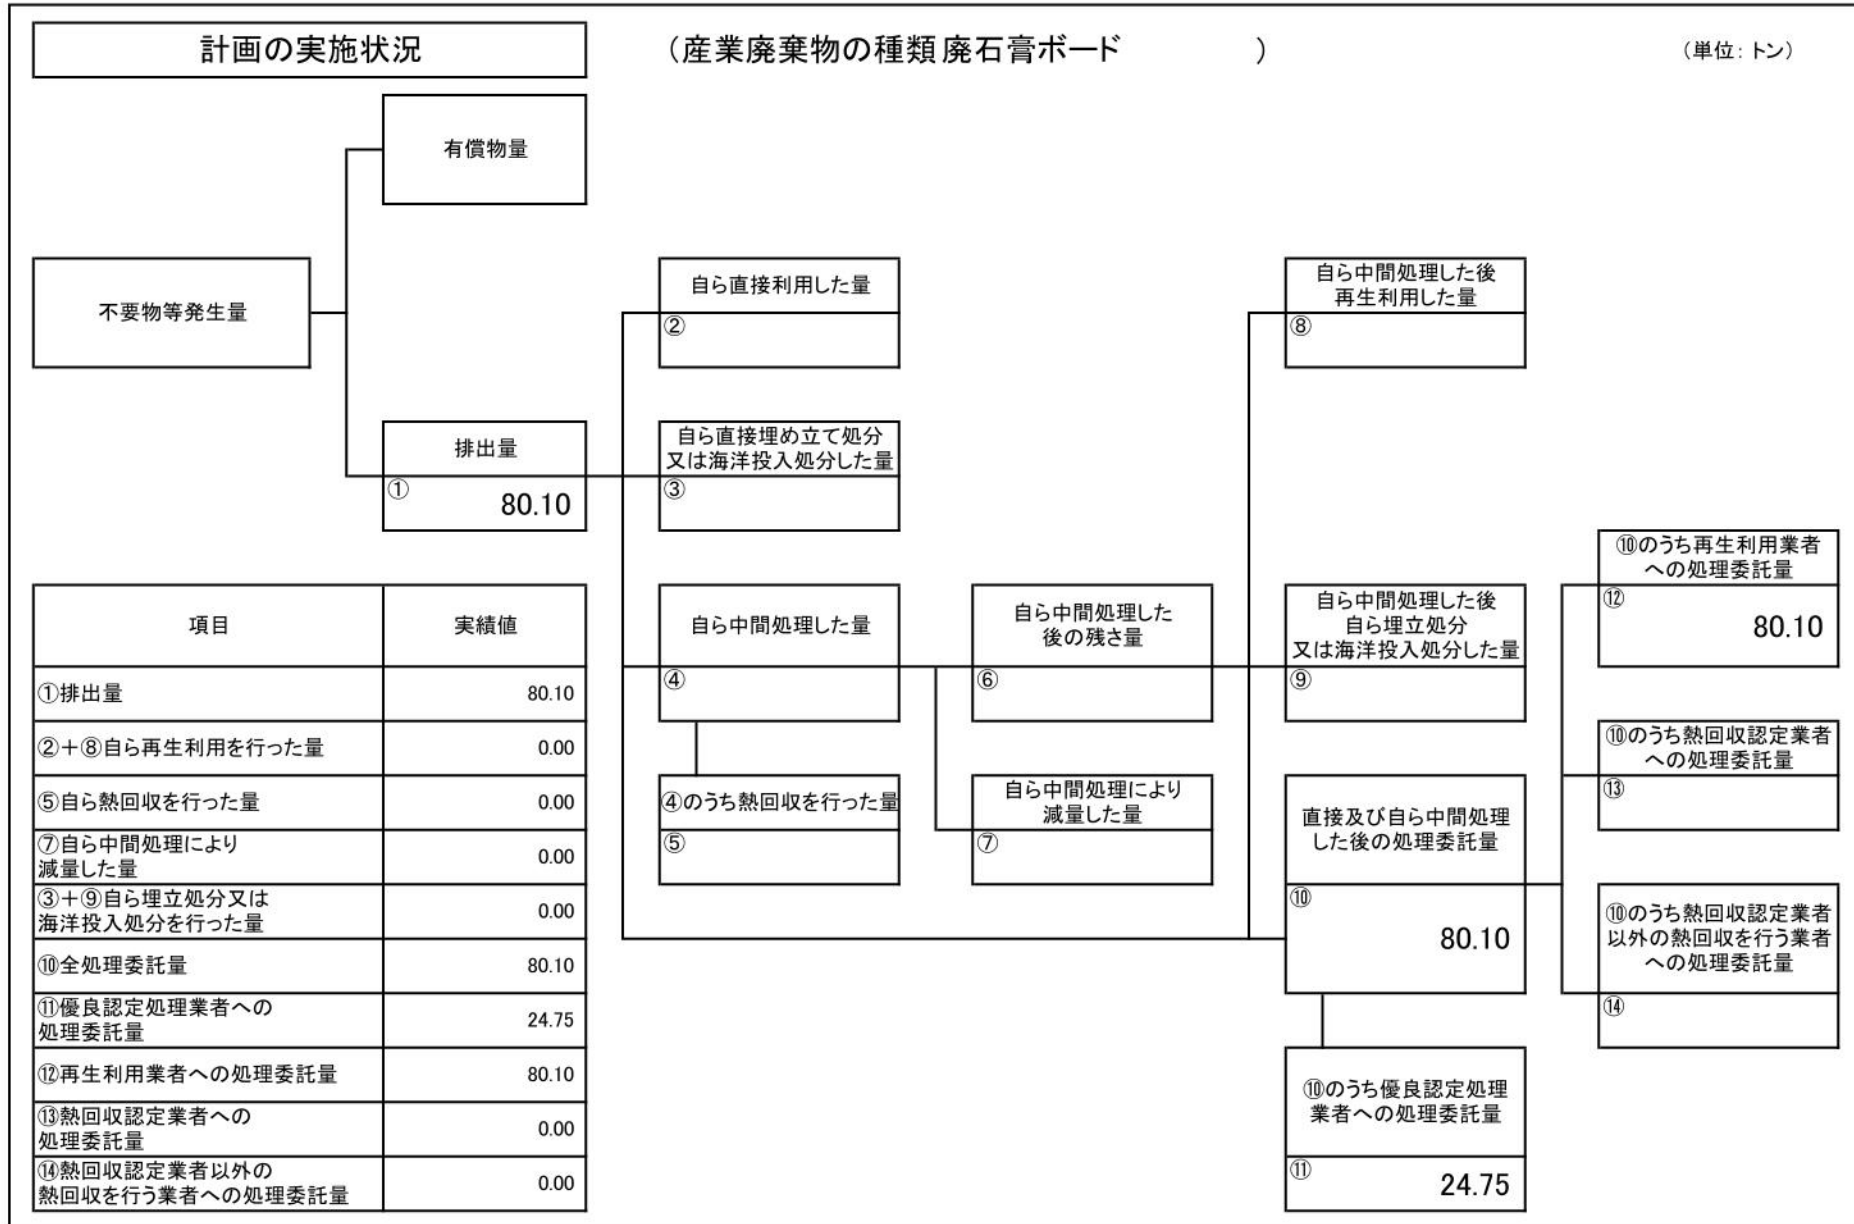 計画の実施状況
（産業廃棄物の種類 廃石膏ボード　　　　）
（単位：トン）
有償物量
不要物等発生量
自ら直接利用した量
②
自ら中間処理した後
再生利用した量
⑧
排出量
①
80.10
自ら直接埋め立て処分
又は海洋投入処分した量
③
⑩のうち再生利用業者
への処理委託量
⑫
80.10
自ら中間処理した量
④
自ら中間処理した
後の残さ量
⑥
自ら中間処理した後
自ら埋立処分
又は海洋投入処分した量
⑨
⑩のうち熱回収認定業者
への処理委託量
⑬
④のうち熱回収を行った量
⑤
自ら中間処理により
減量した量
⑦
直接及び自ら中間処理
した後の処理委託量
⑩
80.10
⑩のうち熱回収認定業者
以外の熱回収を行う業者
への処理委託量
⑭
⑩のうち優良認定処理
業者への処理委託量
⑪
24.75
項目 実績値
①排出量 80.10
②＋⑧自ら再生利用を行った量 0.00
⑤自ら熱回収を行った量 0.00
⑦自ら中間処理により
減量した量 0.00
③＋⑨自ら埋立処分又は
海洋投入処分を行った量 0.00
⑩全処理委託量 80.10
⑪優良認定処理業者への
処理委託量 24.75
⑫再生利用業者への処理委託量 80.10
⑬熱回収認定業者への
処理委託量 0.00
⑭熱回収認定業者以外の
熱回収を行う業者への処理委託量 0.00